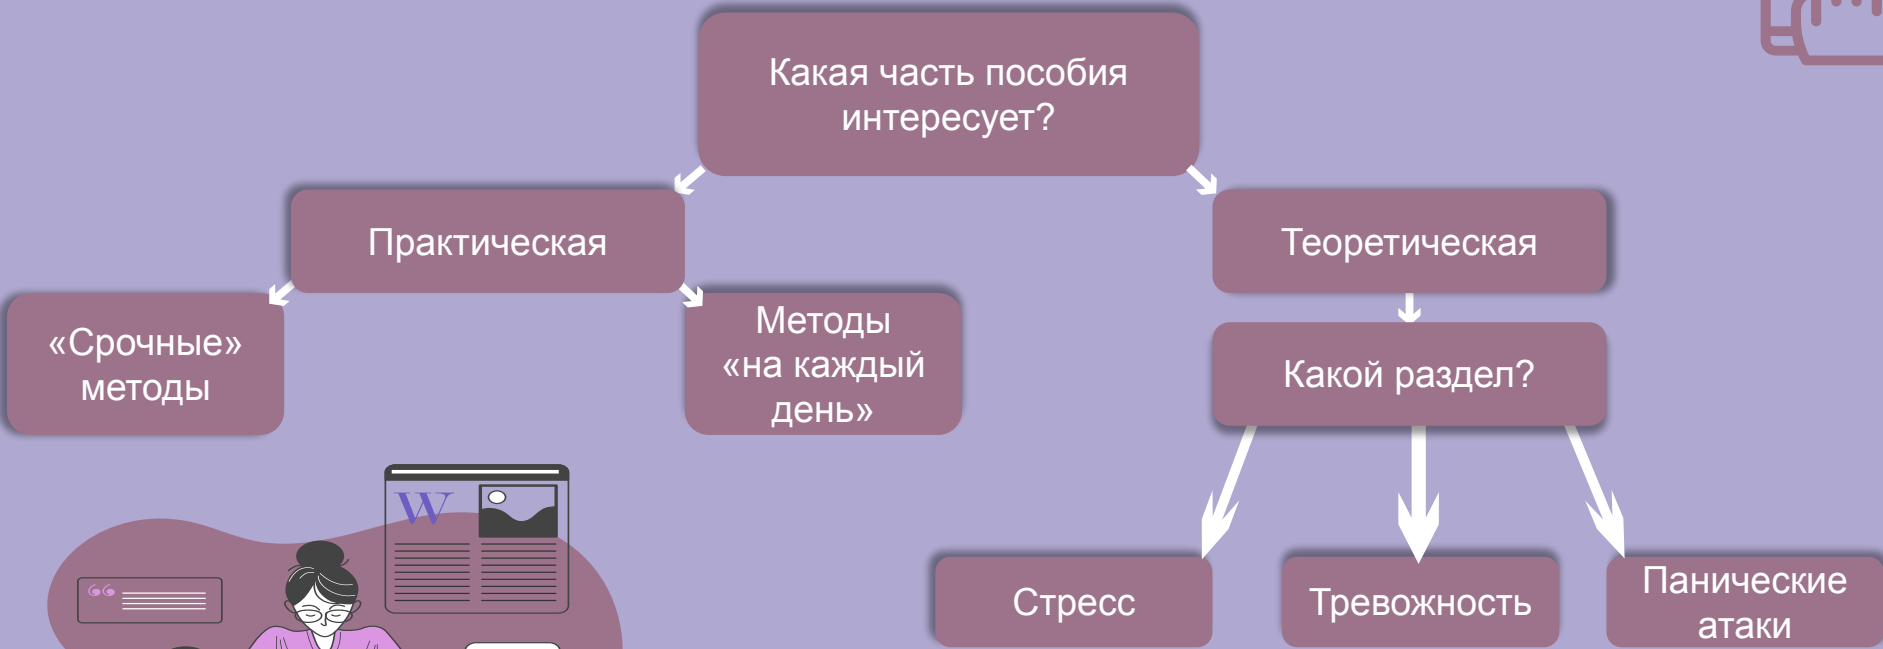 Какая часть пособия
интересует?
Практическая
Теоретическая
«Срочные»
методы
Методы
«на каждый
день»
Какой раздел?
W
Стресс
Тревожность
Панические
атаки